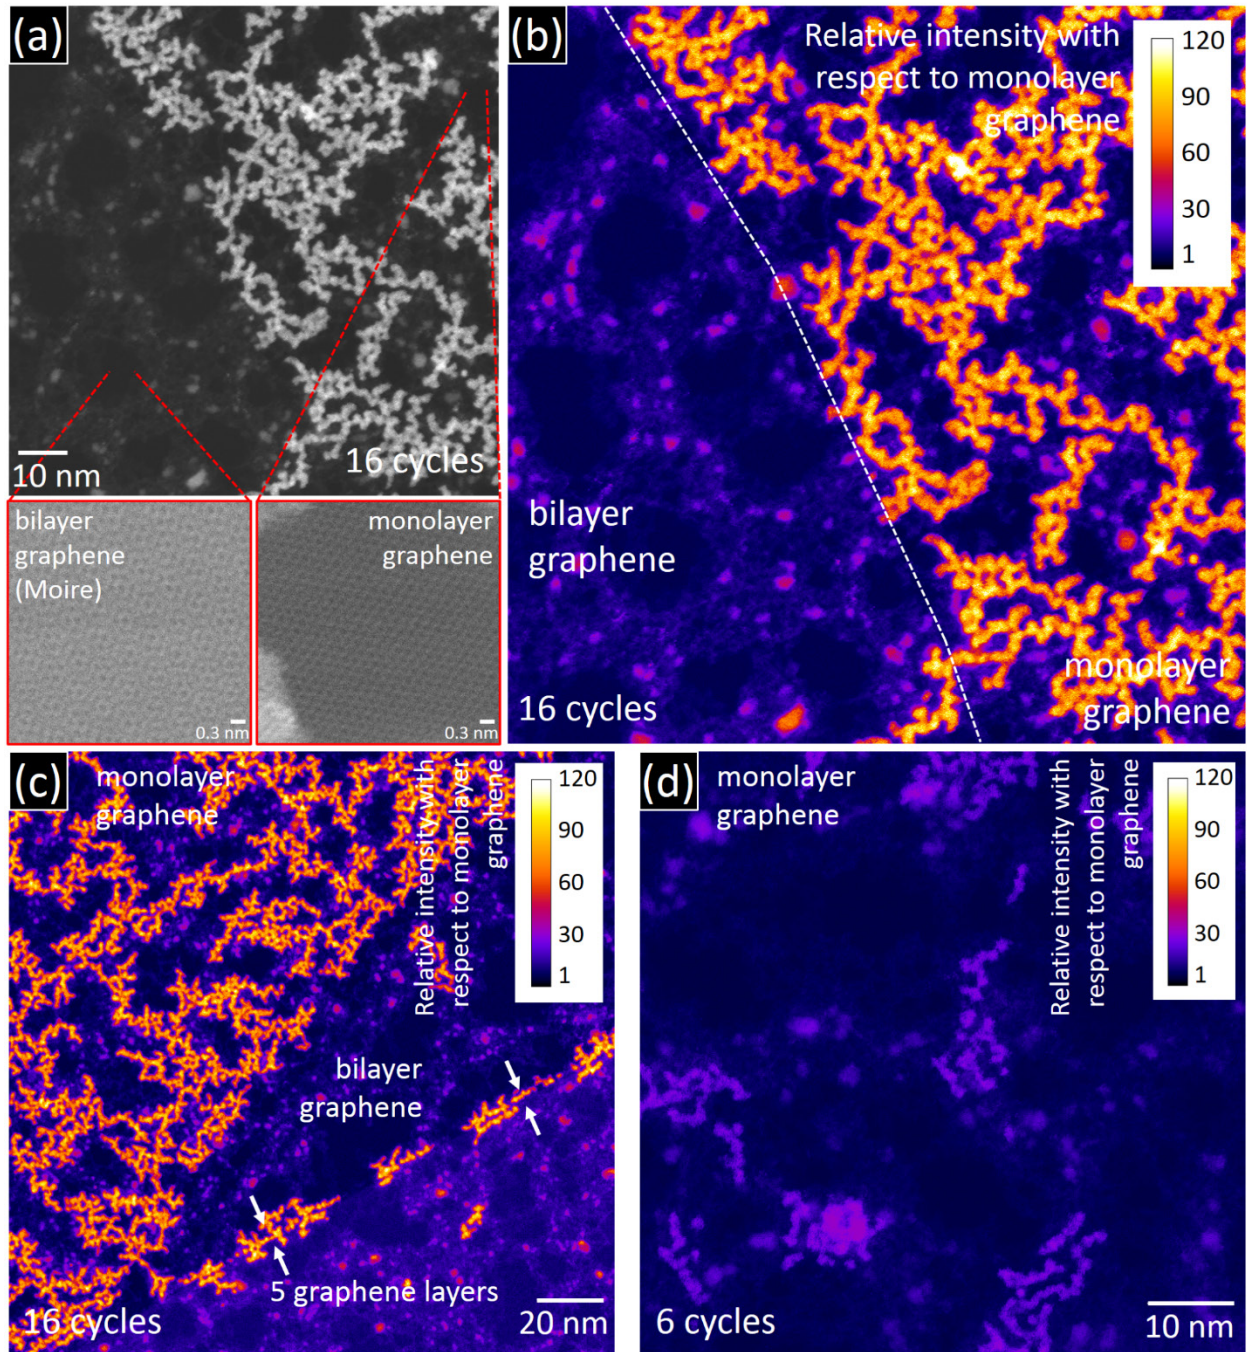 (a)
10 nm
16 cycles
bilayer
graphene
(Moire)
0.3 nm
monolayer
graphene
0.3 nm
(b)
Relative intensity with
respect to monolayer
graphene
120
90
60
30
1
bilayer
graphene
16 cycles
monolayer
graphene
(c)
monolayer
graphene
Relative intensity with
respect to monolayer
graphene
120
90
60
30
1
bilayer
graphene
5 graphene layers
16 cycles
20 nm
(d)
monolayer
graphene
Relative intensity with
respect to monolayer
graphene
120
90
60
30
1
6 cycles
10 nm